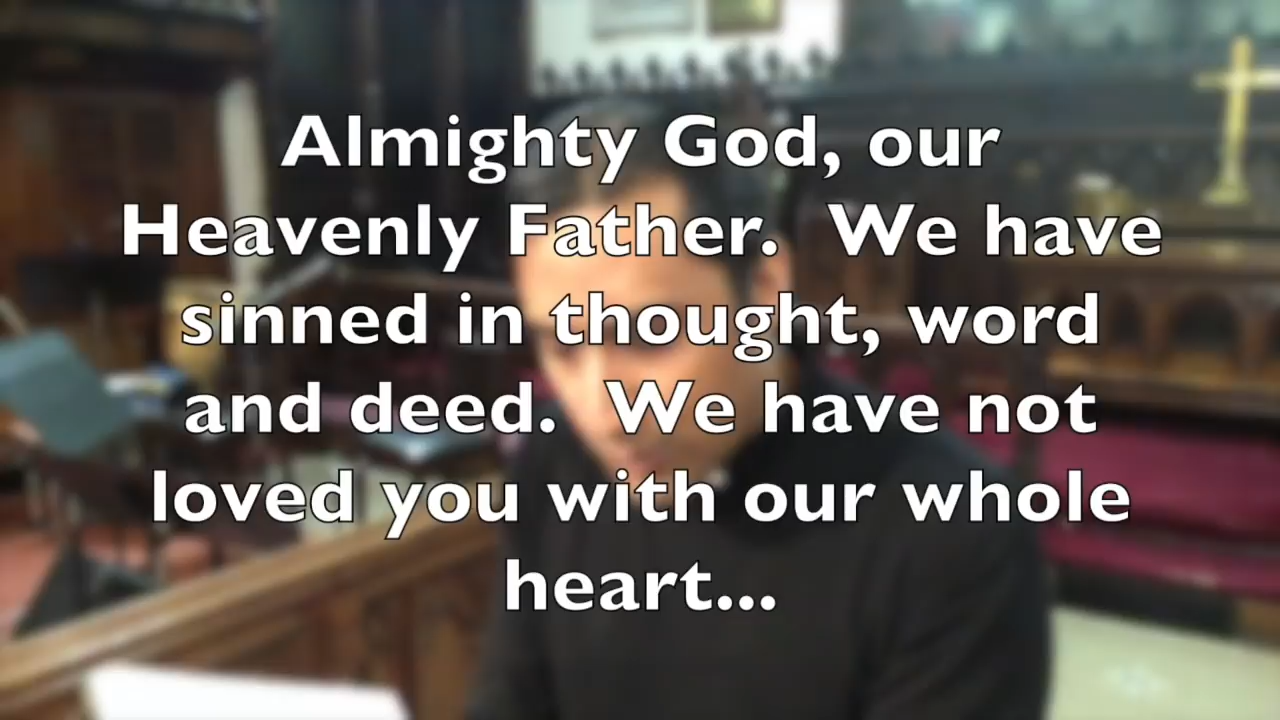 Almighty God, our
Heavenly Father.  We have
sinned in thought, word
and deed.  We have not
loved you with our whole
heart...